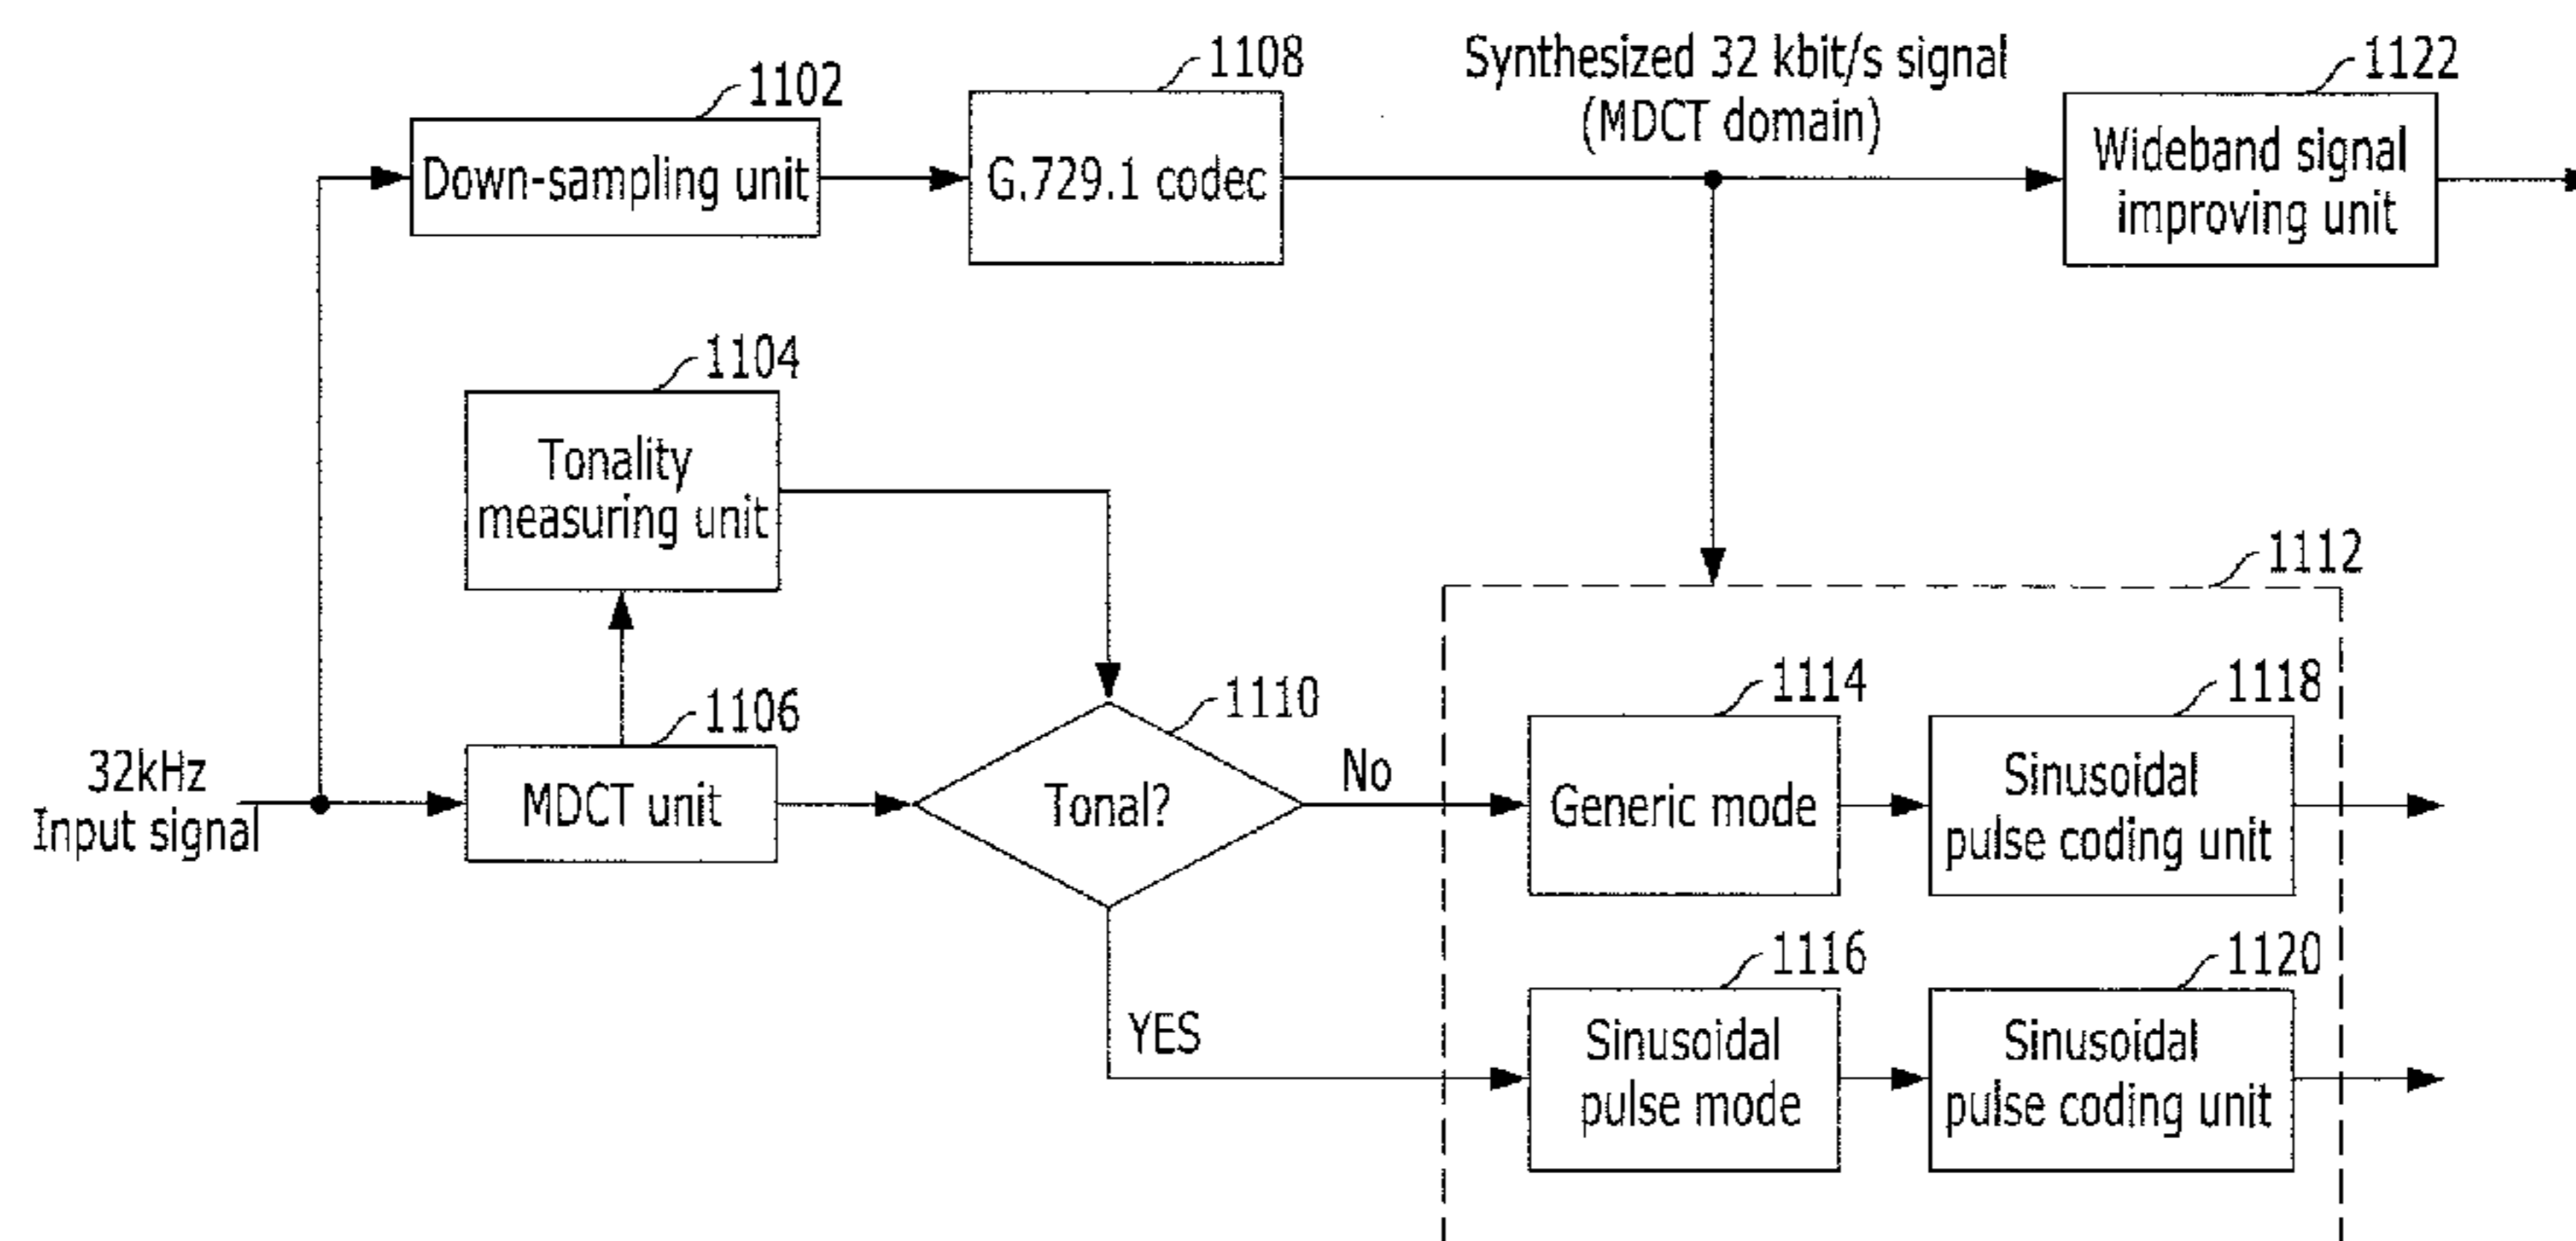 1102
Down-sampling unit
1108
G.729.1 codec
Synthesized 32 kbit/s signal
(MDCT domain)
1122
Wideband signal
improving unit
1104
Tonality
measuring unit
1112
32kHz
Input signal
1106
MDCT unit
1110
Tonal?
No
YES
1114
Generic mode
1118
Sinusoidal
pulse coding unit
1116
Sinusoidal
pulse mode
1120
Sinusoidal
pulse coding unit